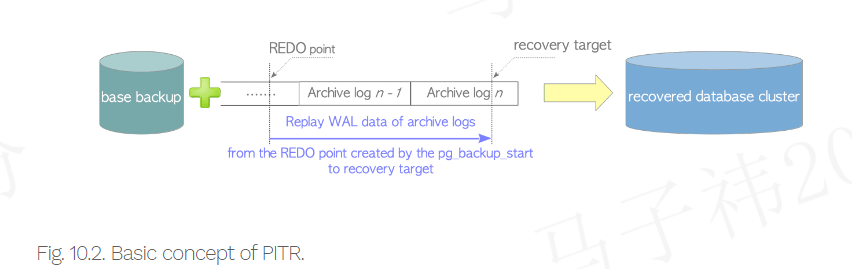 REDO point
recovery target
base backup
......
Archive log n - 1
Archive log n
recovered database cluster
Replay WAL data of archive logs
from the REDO point created by the pg_backup_start
to recovery target
马子祎20
Fig. 10.2. Basic concept of PITR.